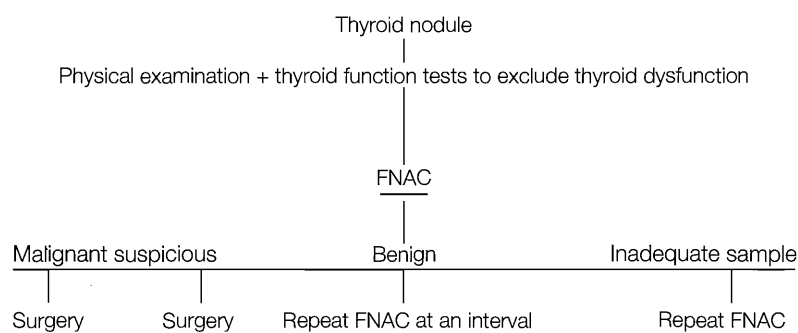 Thyroid nodule
Physical examination + thyroid function tests to exclude thyroid dysfunction
FNAC
Malignant suspicious Benign Inadequate sample
Surgery Surgery Repeat FNAC at an interval Repeat FNAC